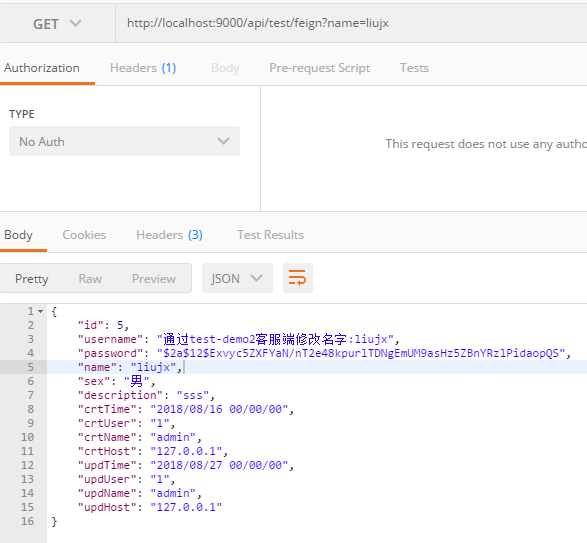 GET
http://localhost:9000/api/test/feign?name=liujx
Authorization Headers (1) Body Pre-request Script Tests
TYPE
No Auth
This request does not use any autho
Body Cookies Headers (3) Test Results
Pretty Raw Preview JSON
1 {
2 "id": 5,
3 "username": "通过test-demo2客服端修改名字:liujx",
4 "password": "$2a$12$Exvyc5ZXFYaN/nT2e48kpurlTDNgEmUM9asHz5ZBnYRzlPidaopQS",
5 "name": "liujx",
6 "sex": "男",
7 "description": "sss",
8 "crtTime": "2018/08/16 00/00/00",
9 "crtUser": "1",
10 "crtName": "admin",
11 "crtHost": "127.0.0.1",
12 "updTime": "2018/08/27 00/00/00",
13 "updUser": "1",
14 "updName": "admin",
15 "updHost": "127.0.0.1"
16 }